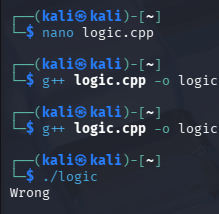 ┌──(kali㉿kali)-[~]
└─$ nano logic.cpp
┌──(kali㉿kali)-[~]
└─$ g++ logic.cpp -o logic
┌──(kali㉿kali)-[~]
└─$ g++ logic.cpp -o logic
┌──(kali㉿kali)-[~]
└─$ ./logic
Wrong